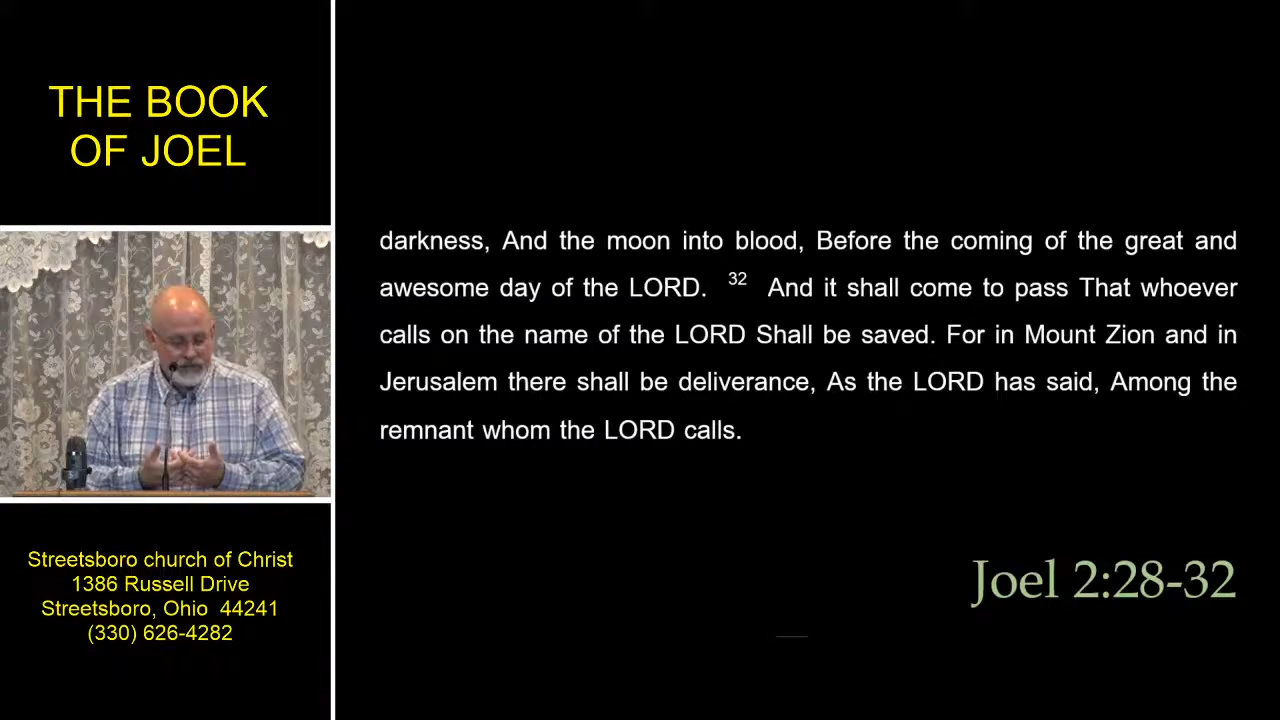 THE BOOK
OF JOEL
darkness, And the moon into blood, Before the coming of the great and
awesome day of the LORD. 32 And it shall come to pass That whoever
calls on the name of the LORD Shall be saved. For in Mount Zion and in
Jerusalem there shall be deliverance, As the LORD has said, Among the
remnant whom the LORD calls.
Joel 2:28-32
Streetsboro church of Christ
1386 Russell Drive
Streetsboro, Ohio 44241
(330) 626-4282